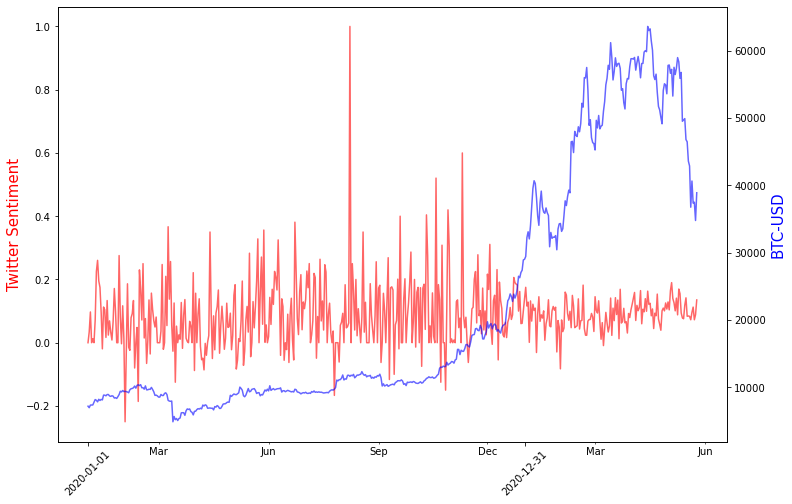 Twitter Sentiment
1.0
0.8
0.6
0.4
0.2
0.0
−0.2
60000
50000
40000
30000
20000
10000
BTC-USD
2020-01-01
Mar
Jun
Sep
Dec
2020-12-31
Mar
Jun